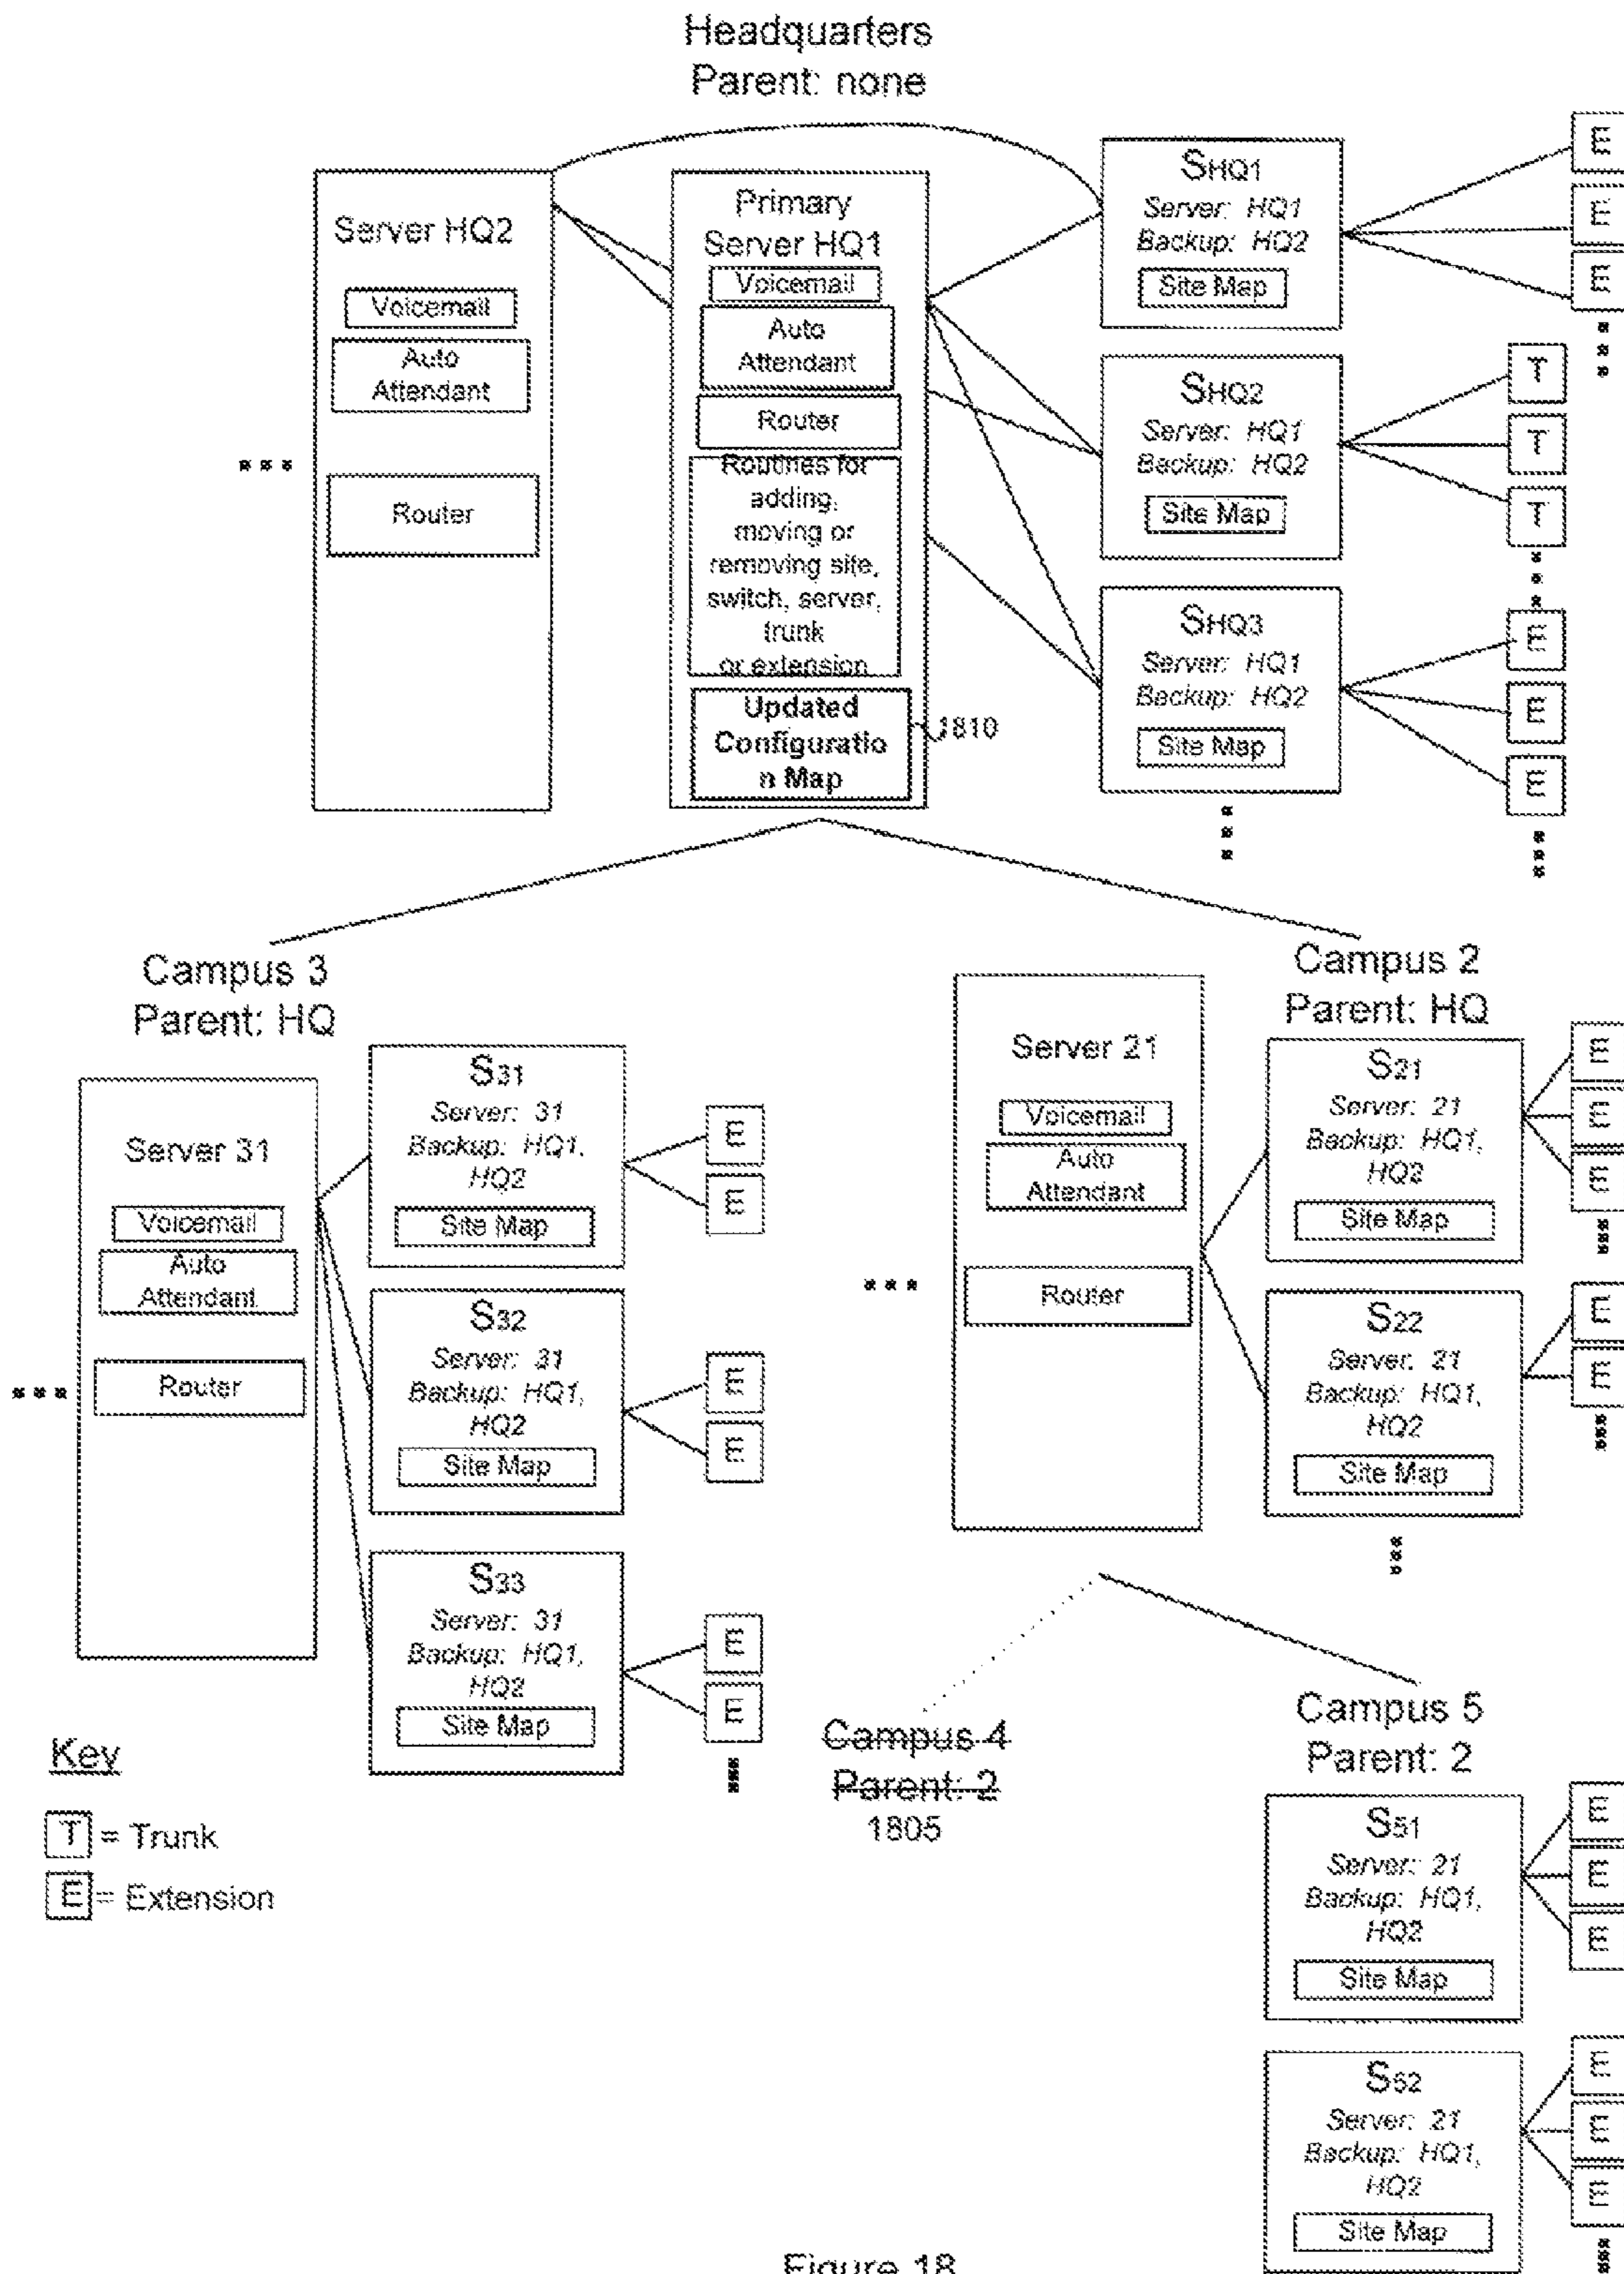 Headquarters
Parent: none
Server HQ2
Voicemail
Auto
Attendant
Router
Primary
Server HQ1
Voicemail
Auto
Attendant
Router
Routines for
adding,
moving or
removing site,
switch, server,
trunk
or extension
Updated
Configuratio
n Map
1810
SHQ1
Server: HQ1
Backup: HQ2
Site Map
E
E
E
SHQ2
Server: HQ1
Backup: HQ2
Site Map
T
T
T
SHQ3
Server: HQ1
Backup: HQ2
Site Map
E
E
E
Campus 3
Parent: HQ
Server 31
Voicemail
Auto
Attendant
Router
S31
Server: 31
Backup: HQ1,
HQ2
Site Map
E
E
S32
Server: 31
Backup: HQ1,
HQ2
Site Map
E
E
S33
Server: 31
Backup: HQ1,
HQ2
Site Map
E
E
Campus 2
Parent: HQ
Server 21
Voicemail
Auto
Attendant
Router
S21
Server: 21
Backup: HQ1,
HQ2
Site Map
E
E
E
S22
Server: 21
Backup: HQ1,
HQ2
Site Map
E
E
Campus 4
Parent: 2
1805
Campus 5
Parent: 2
S51
Server: 21
Backup: HQ1,
HQ2
Site Map
E
E
E
S52
Server: 21
Backup: HQ1,
HQ2
Site Map
E
E
E
Key
T = Trunk
E = Extension
Figure 18